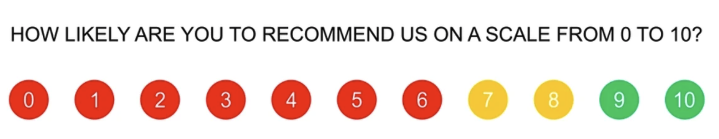 HOW LIKELY ARE YOU TO RECOMMEND US ON A SCALE FROM 0 TO 10?
0 1 2 3 4 5 6 7 8 9 10